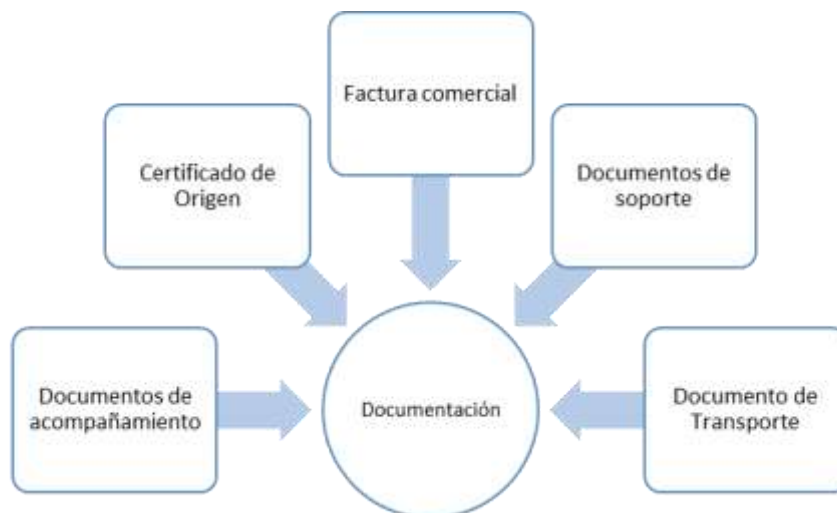 Factura comercial
Certificado de
Origen
Documentos de
soporte
Documentos de
acompañamiento
Documentación
Documento de
Transporte